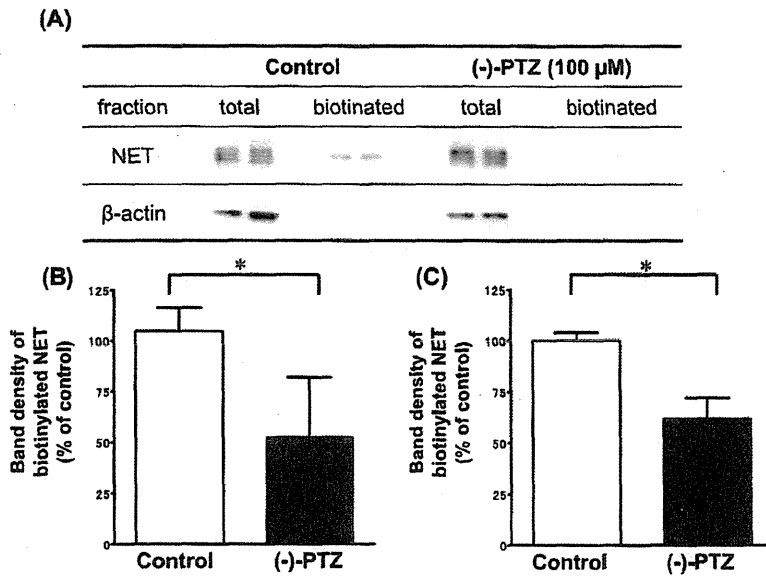 (A)
Control (-)-PTZ (100 µM)
fraction total biotinated total biotinated
NET
β-actin
(B)
*
Band density of
biotinylated NET
(% of control)
125
100
75
50
25
0
Control (-)-PTZ
(C)
*
Band density of
biotinylated NET
(% of control)
125
100
75
50
25
0
Control (-)-PTZ